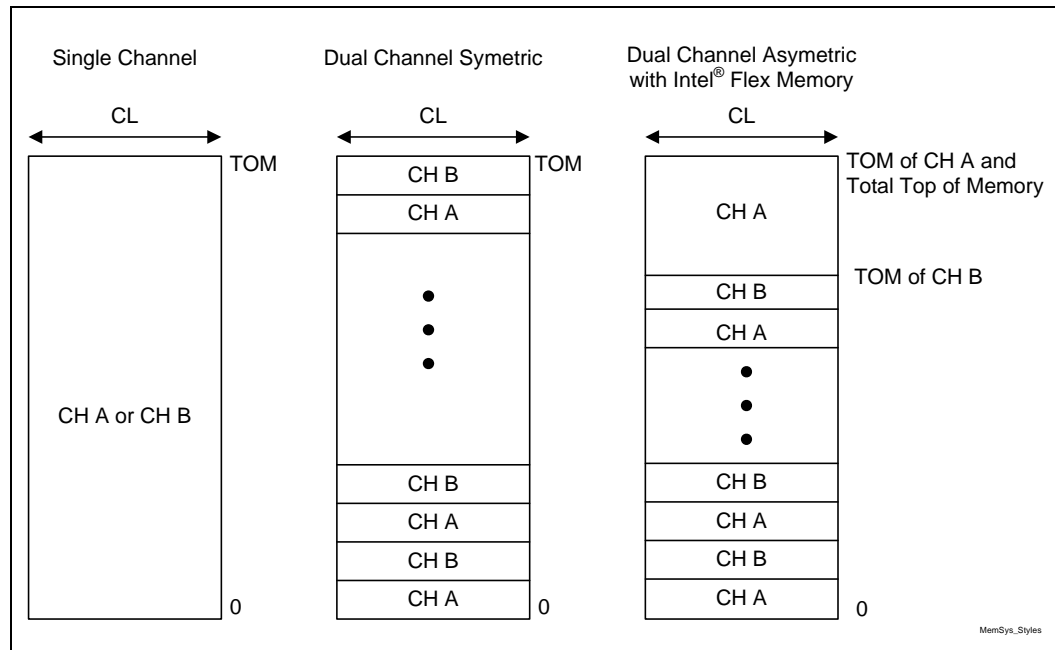 Single Channel
CL
TOM
CH A or CH B
0
Dual Channel Symetric
CL
TOM
CH B
CH A
CH B
CH A
CH B
CH A
0
Dual Channel Asymetric
with Intel® Flex Memory
CL
TOM of CH A and
Total Top of Memory
CH A
TOM of CH B
CH B
CH A
CH B
CH A
CH B
CH A
0
MemSys_Styles